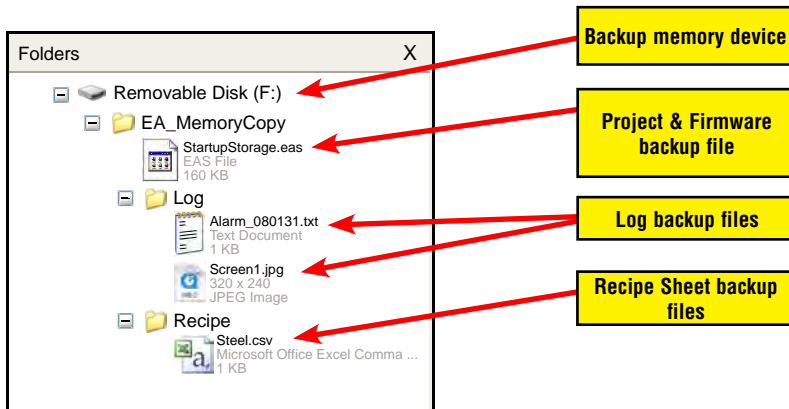 Folders X
Removable Disk (F:)
EA_MemoryCopy
StartupStorage.eas
EAS File
160 KB
Log
Alarm_080131.txt
Text Document
1 KB
Screen1.jpg
320 x 240
JPEG Image
Recipe
Steel.csv
Microsoft Office Excel Comma ...
1 KB
Backup memory device
Project & Firmware
backup file
Log backup files
Recipe Sheet backup
files